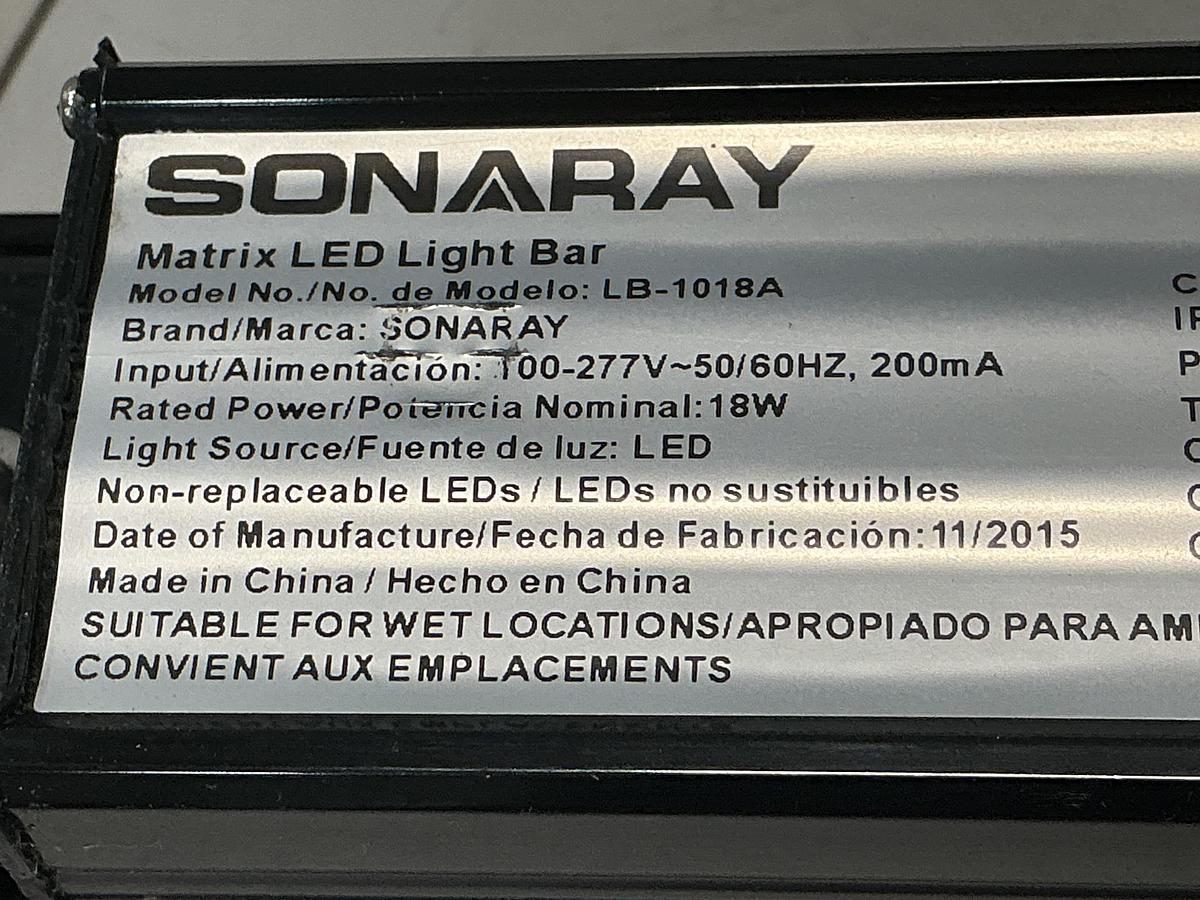 SONARAY
Matrix LED Light Bar
Model No./No. de Modelo: LB-1018A
Brand/Marca: SONARAY
Input/Alimentación: 100-277V~50/60HZ, 200mA
Rated Power/Potencia Nominal:18W
Light Source/Fuente de luz: LED
Non-replaceable LEDs / LEDs no sustituibles
Date of Manufacture/Fecha de Fabricación:11/2015
Made in China / Hecho en China
SUITABLE FOR WET LOCATIONS/APROPIADO PARA
CONVIENT AUX EMPLACEMENTS